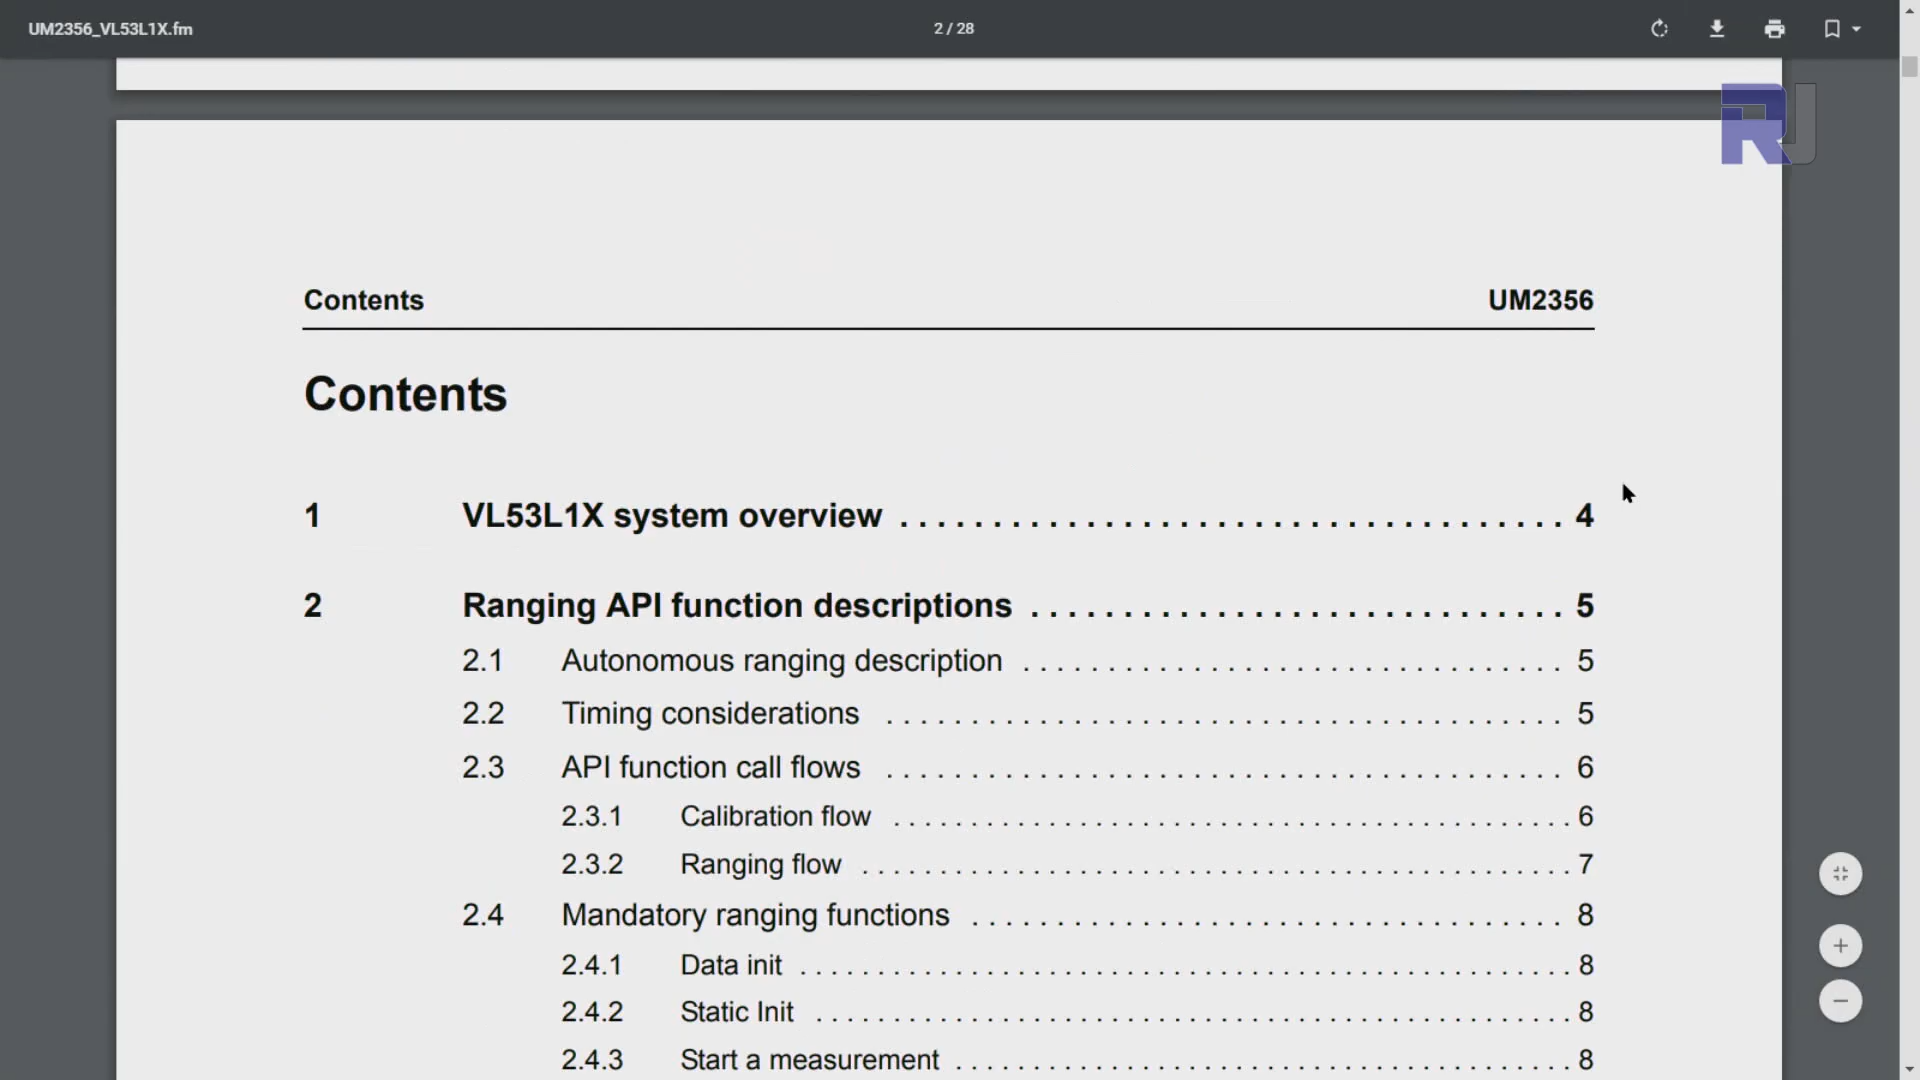 UM2356_VL53L1X.fm
2 / 28
RJ
Contents UM2356
Contents
1 VL53L1X system overview . . . . . . . . . . . . . . . . . . . . . . . . . . . . . . . . . . . . 4
2 Ranging API function descriptions . . . . . . . . . . . . . . . . . . . . . . . . . . . . . 5
2.1 Autonomous ranging description . . . . . . . . . . . . . . . . . . . . . . . . . . . . . . . . 5
2.2 Timing considerations . . . . . . . . . . . . . . . . . . . . . . . . . . . . . . . . . . . . . . . . 5
2.3 API function call flows . . . . . . . . . . . . . . . . . . . . . . . . . . . . . . . . . . . . . . . . 6
2.3.1 Calibration flow . . . . . . . . . . . . . . . . . . . . . . . . . . . . . . . . . . . . . . . . . . . . 6
2.3.2 Ranging flow . . . . . . . . . . . . . . . . . . . . . . . . . . . . . . . . . . . . . . . . . . . . . . 7
2.4 Mandatory ranging functions . . . . . . . . . . . . . . . . . . . . . . . . . . . . . . . . . . . 8
2.4.1 Data init . . . . . . . . . . . . . . . . . . . . . . . . . . . . . . . . . . . . . . . . . . . . . . . . . . 8
2.4.2 Static Init . . . . . . . . . . . . . . . . . . . . . . . . . . . . . . . . . . . . . . . . . . . . . . . . . 8
2.4.3 Start a measurement . . . . . . . . . . . . . . . . . . . . . . . . . . . . . . . . . . . . . . . . 8